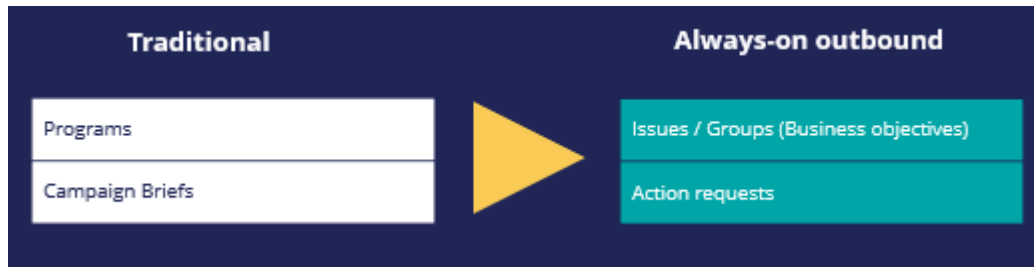 Traditional
Always-on outbound
Programs
Issues / Groups (Business objectives)
Campaign Briefs
Action requests